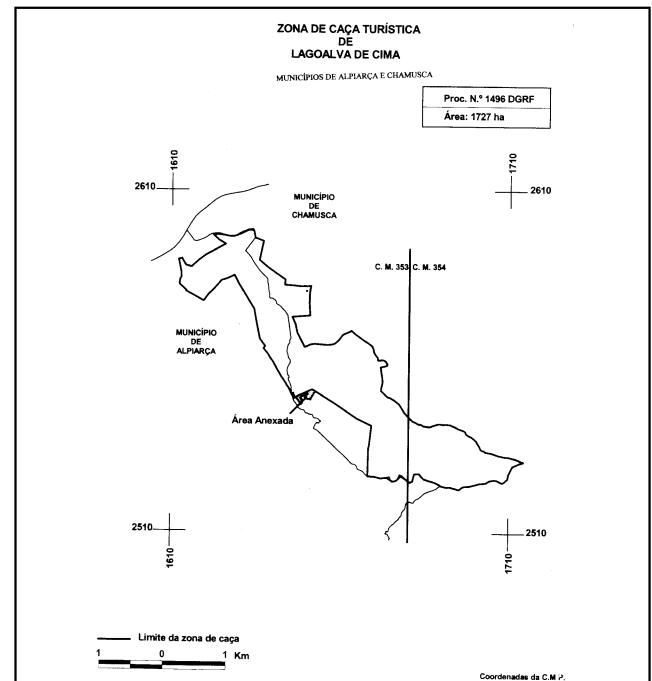 ZONA DE CAÇA TURÍSTICA
DE
LAGOALVA DE CIMA
MUNICÍPIOS DE ALPIARÇA E CHAMUSCA
Proc. N.º 1496 DGRF
Área: 1727 ha
1610
1710
2610
2610
MUNICÍPIO
DE
CHAMUSCA
C. M. 353 C. M. 354
MUNICÍPIO
DE
ALPIARÇA
Área Anexada
2510
2510
1610
1710
Limite da zona de caça
1 0 1 Km
Coordenadas da C.M.P.